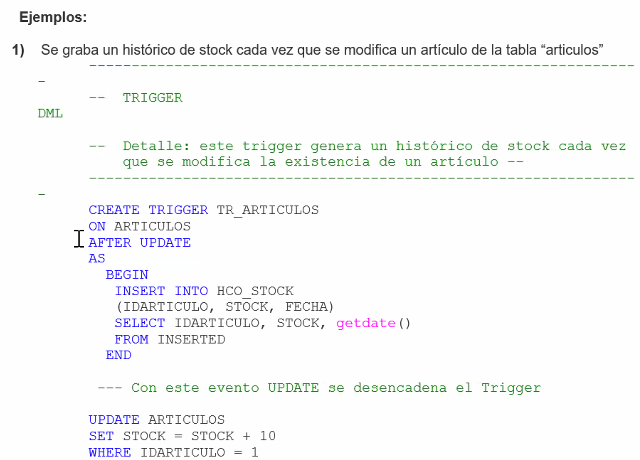 Ejemplos:
1) Se graba un histórico de stock cada vez que se modifica un artículo de la tabla “articulos”
----------------------------------------------------------------
-
-- TRIGGER
DML
-- Detalle: este trigger genera un histórico de stock cada vez
que se modifica la existencia de un artículo --
----------------------------------------------------------------
-
CREATE TRIGGER TR_ARTICULOS
ON ARTICULOS
AFTER UPDATE
AS
BEGIN
INSERT INTO HCO_STOCK
(IDARTICULO, STOCK, FECHA)
SELECT IDARTICULO, STOCK, getdate()
FROM INSERTED
END
--- Con este evento UPDATE se desencadena el Trigger
UPDATE ARTICULOS
SET STOCK = STOCK + 10
WHERE IDARTICULO = 1